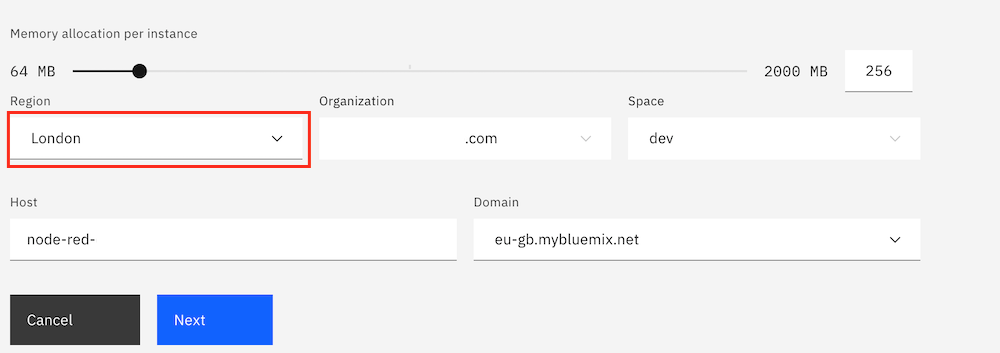 Memory allocation per instance
64 MB 2000 MB 256
Region Organization Space
London .com dev
Host Domain
node-red- eu-gb.mybluemix.net
Cancel Next